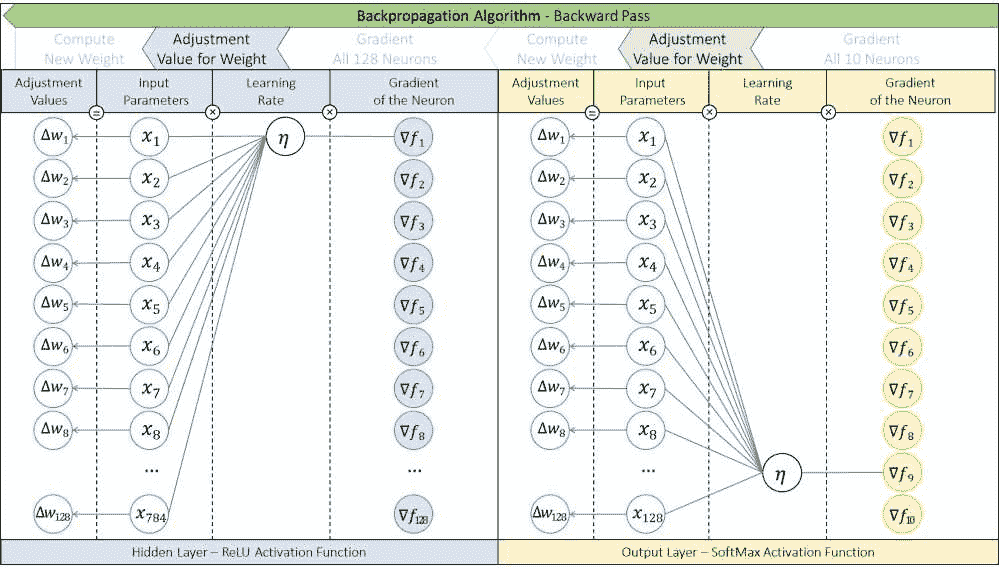 Backpropagation Algorithm - Backward Pass
Compute
New Weight
Adjustment
Value for Weight
Gradient
All 128 Neurons
Compute
New Weight
Adjustment
Value for Weight
Gradient
All 10 Neurons
Adjustment
Values
Input
Parameters
Learning
Rate
Gradient
of the Neuron
Adjustment
Values
Input
Parameters
Learning
Rate
Gradient
of the Neuron
= × × = × ×
Δw₁ x₁ η ∇f₁ Δw₁ x₁ ∇f₁
Δw₂ x₂ ∇f₂ Δw₂ x₂ ∇f₂
Δw₃ x₃ ∇f₃ Δw₃ x₃ ∇f₃
Δw₄ x₄ ∇f₄ Δw₄ x₄ ∇f₄
Δw₅ x₅ ∇f₅ Δw₅ x₅ ∇f₅
Δw₆ x₆ ∇f₆ Δw₆ x₆ ∇f₆
Δw₇ x₇ ∇f₇ Δw₇ x₇ ∇f₇
Δw₈ x₈ ∇f₈ Δw₈ x₈ ∇f₈
... ... ... η ∇f₉
Δw₁₂₈ x₇₈₄ ∇f₁₂₈ Δw₁₂₈ x₁₂₈ ∇f₁₀
Hidden Layer – ReLU Activation Function
Output Layer – SoftMax Activation Function